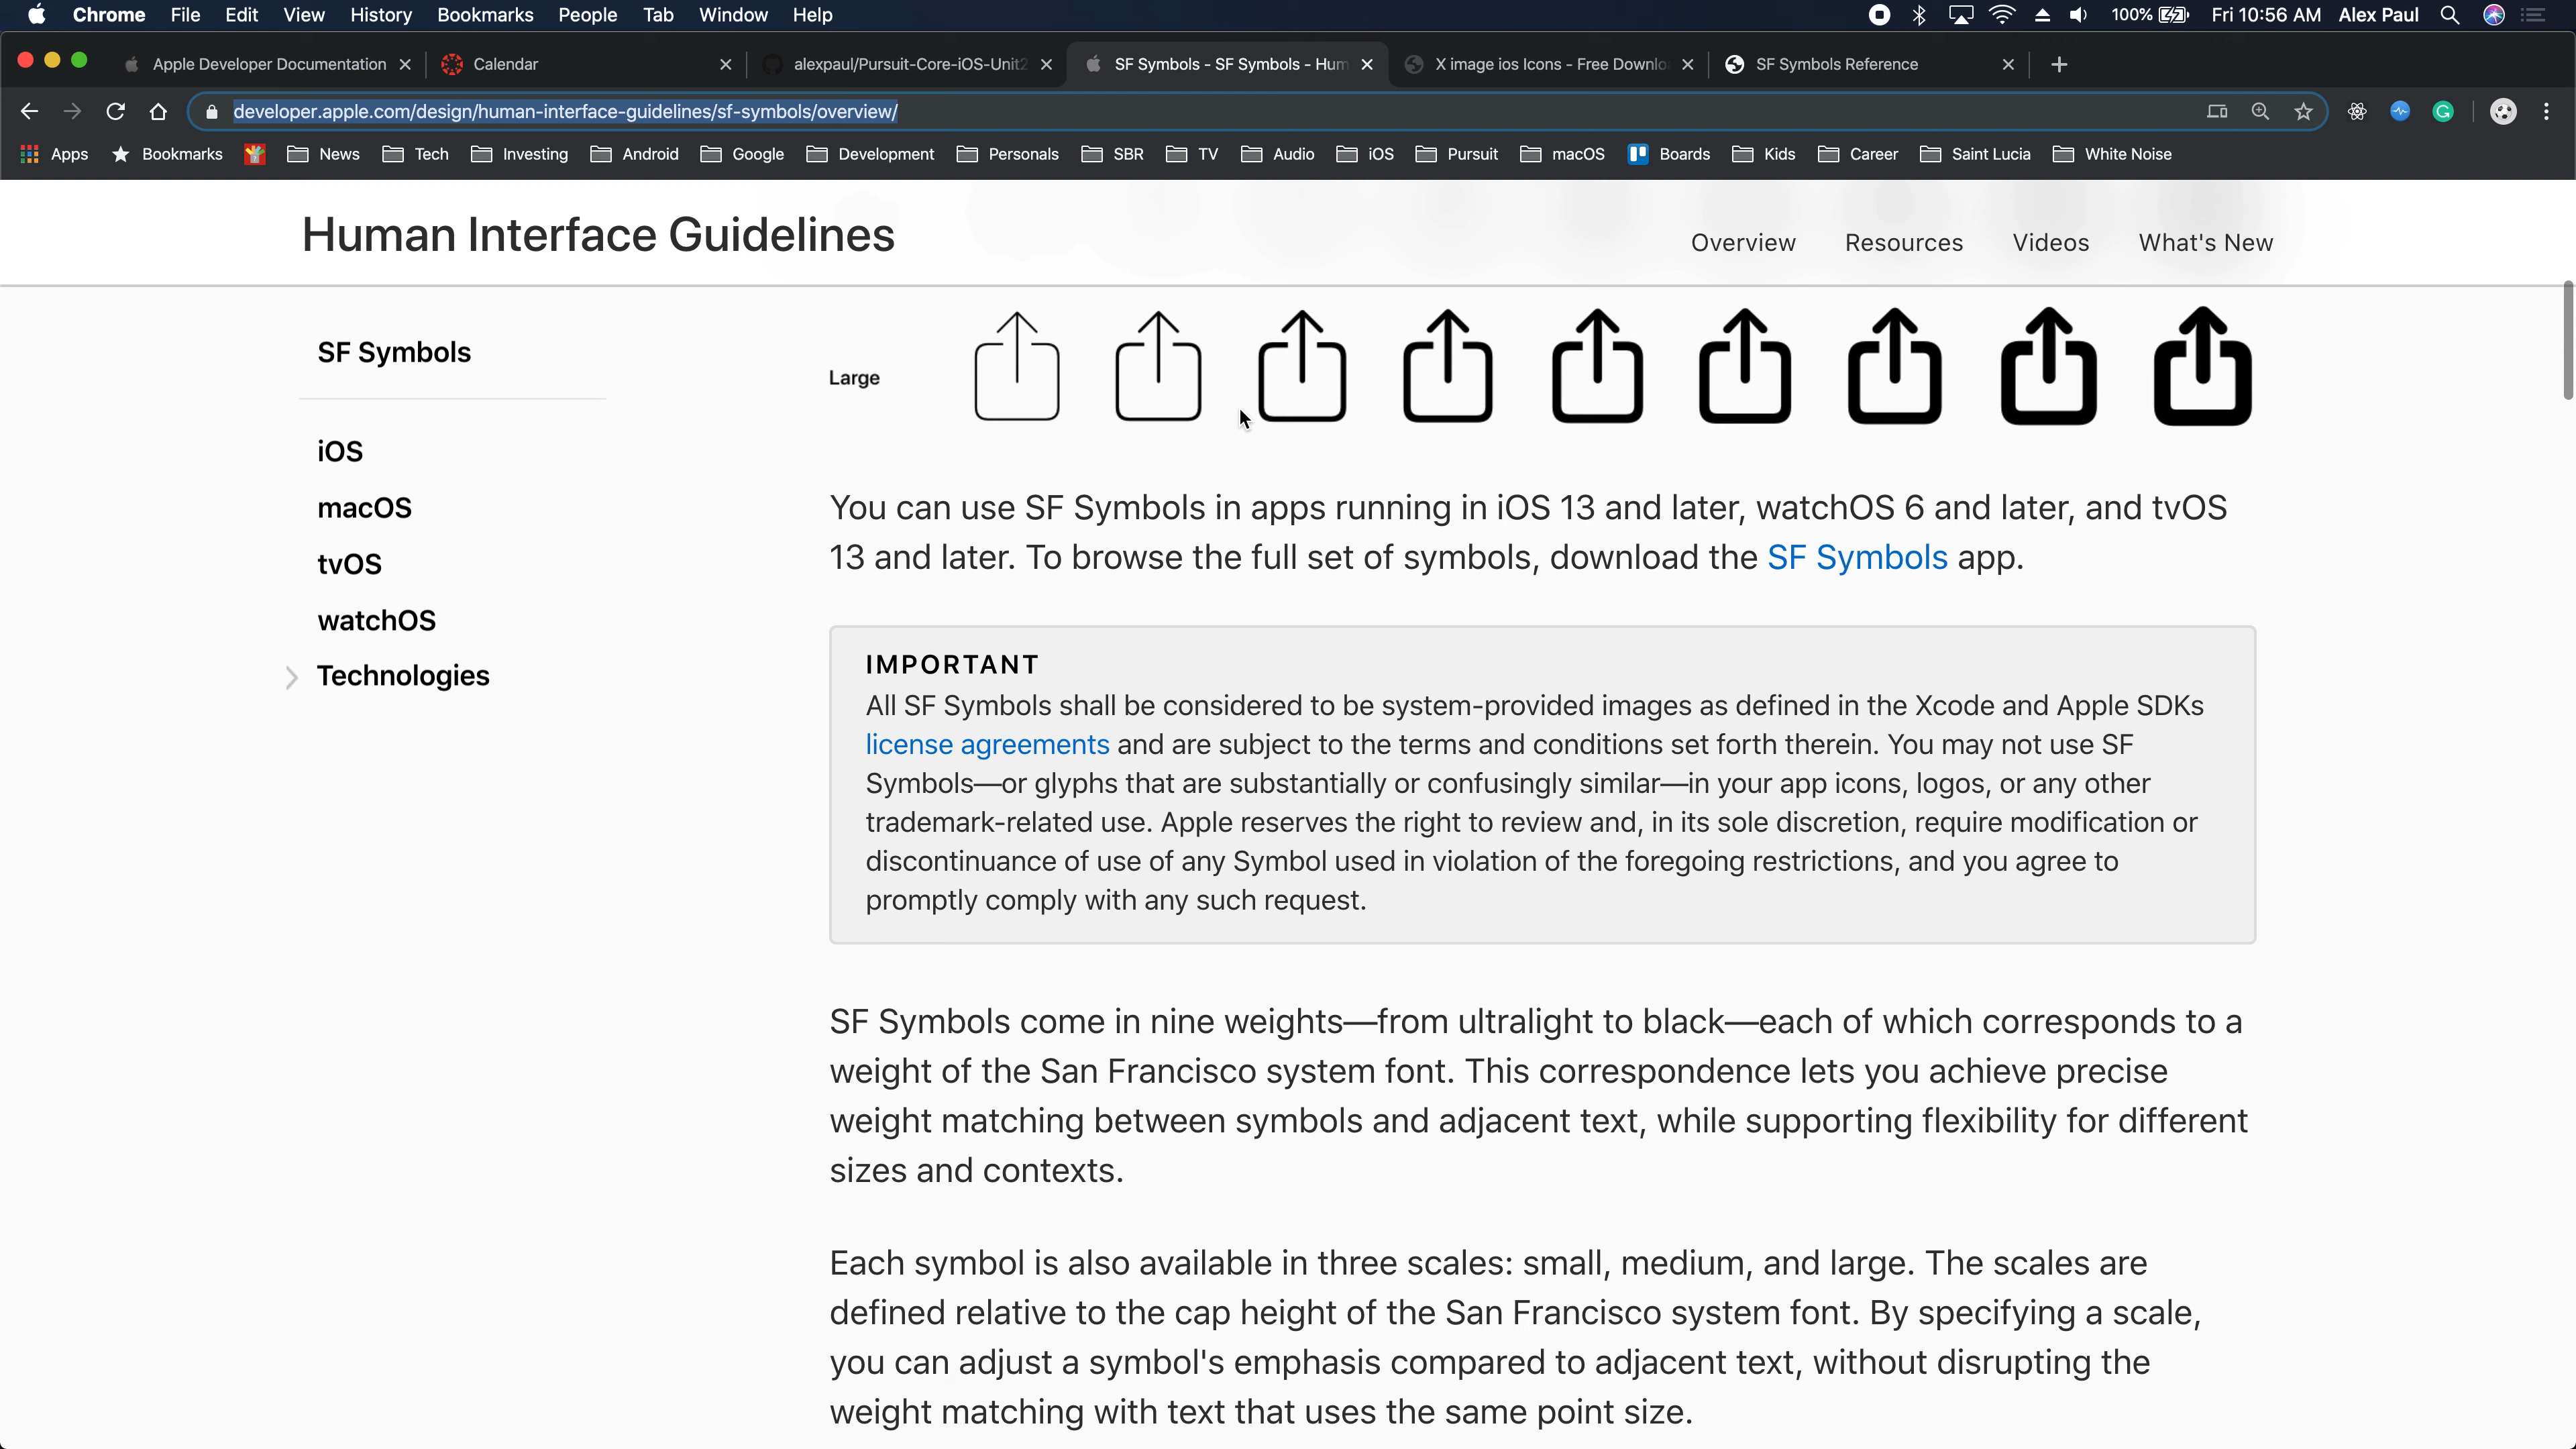 Chrome File Edit View History Bookmarks People Tab Window Help 100% Fri 10:56 AM Alex Paul
Apple Developer Documentation Calendar alexpaul/Pursuit-Core-iOS-Unit2 SF Symbols - SF Symbols - Hum X image ios Icons - Free Downlo SF Symbols Reference
developer.apple.com/design/human-interface-guidelines/sf-symbols/overview/
Apps Bookmarks News Tech Investing Android Google Development Personals SBR TV Audio iOS Pursuit macOS Boards Kids Career Saint Lucia White Noise
Human Interface Guidelines
Overview Resources Videos What's New
SF Symbols
iOS
macOS
tvOS
watchOS
Technologies
Large
You can use SF Symbols in apps running in iOS 13 and later, watchOS 6 and later, and tvOS
13 and later. To browse the full set of symbols, download the SF Symbols app.
IMPORTANT
All SF Symbols shall be considered to be system-provided images as defined in the Xcode and Apple SDKs
license agreements and are subject to the terms and conditions set forth therein. You may not use SF
Symbols—or glyphs that are substantially or confusingly similar—in your app icons, logos, or any other
trademark-related use. Apple reserves the right to review and, in its sole discretion, require modification or
discontinuance of use of any Symbol used in violation of the foregoing restrictions, and you agree to
promptly comply with any such request.
SF Symbols come in nine weights—from ultralight to black—each of which corresponds to a
weight of the San Francisco system font. This correspondence lets you achieve precise
weight matching between symbols and adjacent text, while supporting flexibility for different
sizes and contexts.
Each symbol is also available in three scales: small, medium, and large. The scales are
defined relative to the cap height of the San Francisco system font. By specifying a scale,
you can adjust a symbol's emphasis compared to adjacent text, without disrupting the
weight matching with text that uses the same point size.